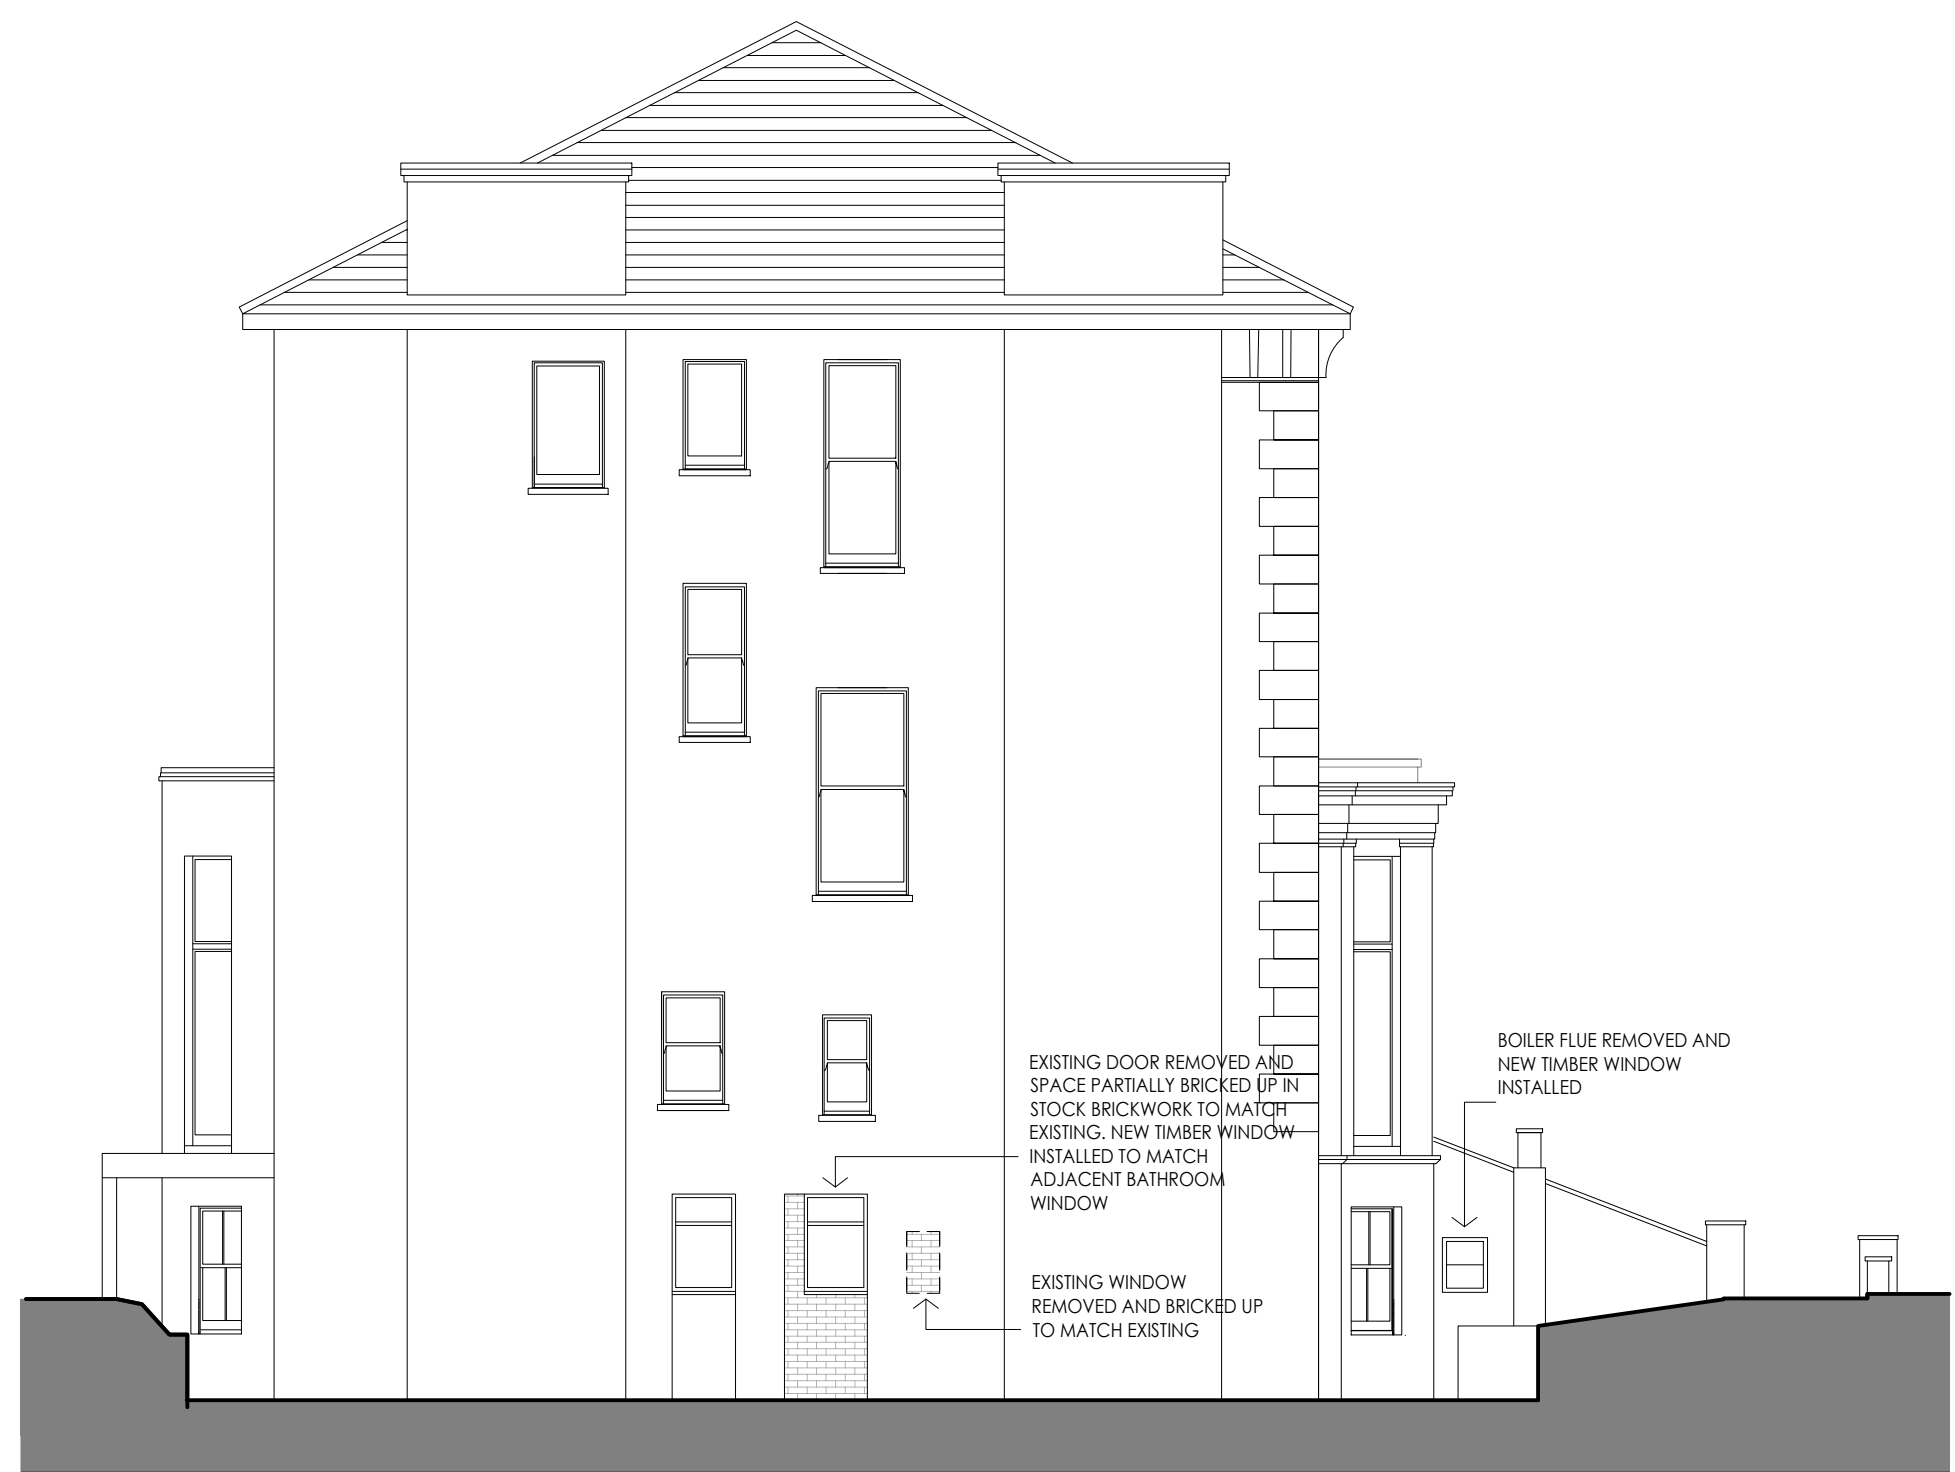 BOILER FLUE REMOVED AND
NEW TIMBER WINDOW
INSTALLED
EXISTING DOOR REMOVED AND
SPACE PARTIALLY BRICKED UP IN
STOCK BRICKWORK TO MATCH
EXISTING. NEW TIMBER WINDOW
INSTALLED TO MATCH
ADJACENT BATHROOM
WINDOW
EXISTING WINDOW
REMOVED AND BRICKED UP
TO MATCH EXISTING